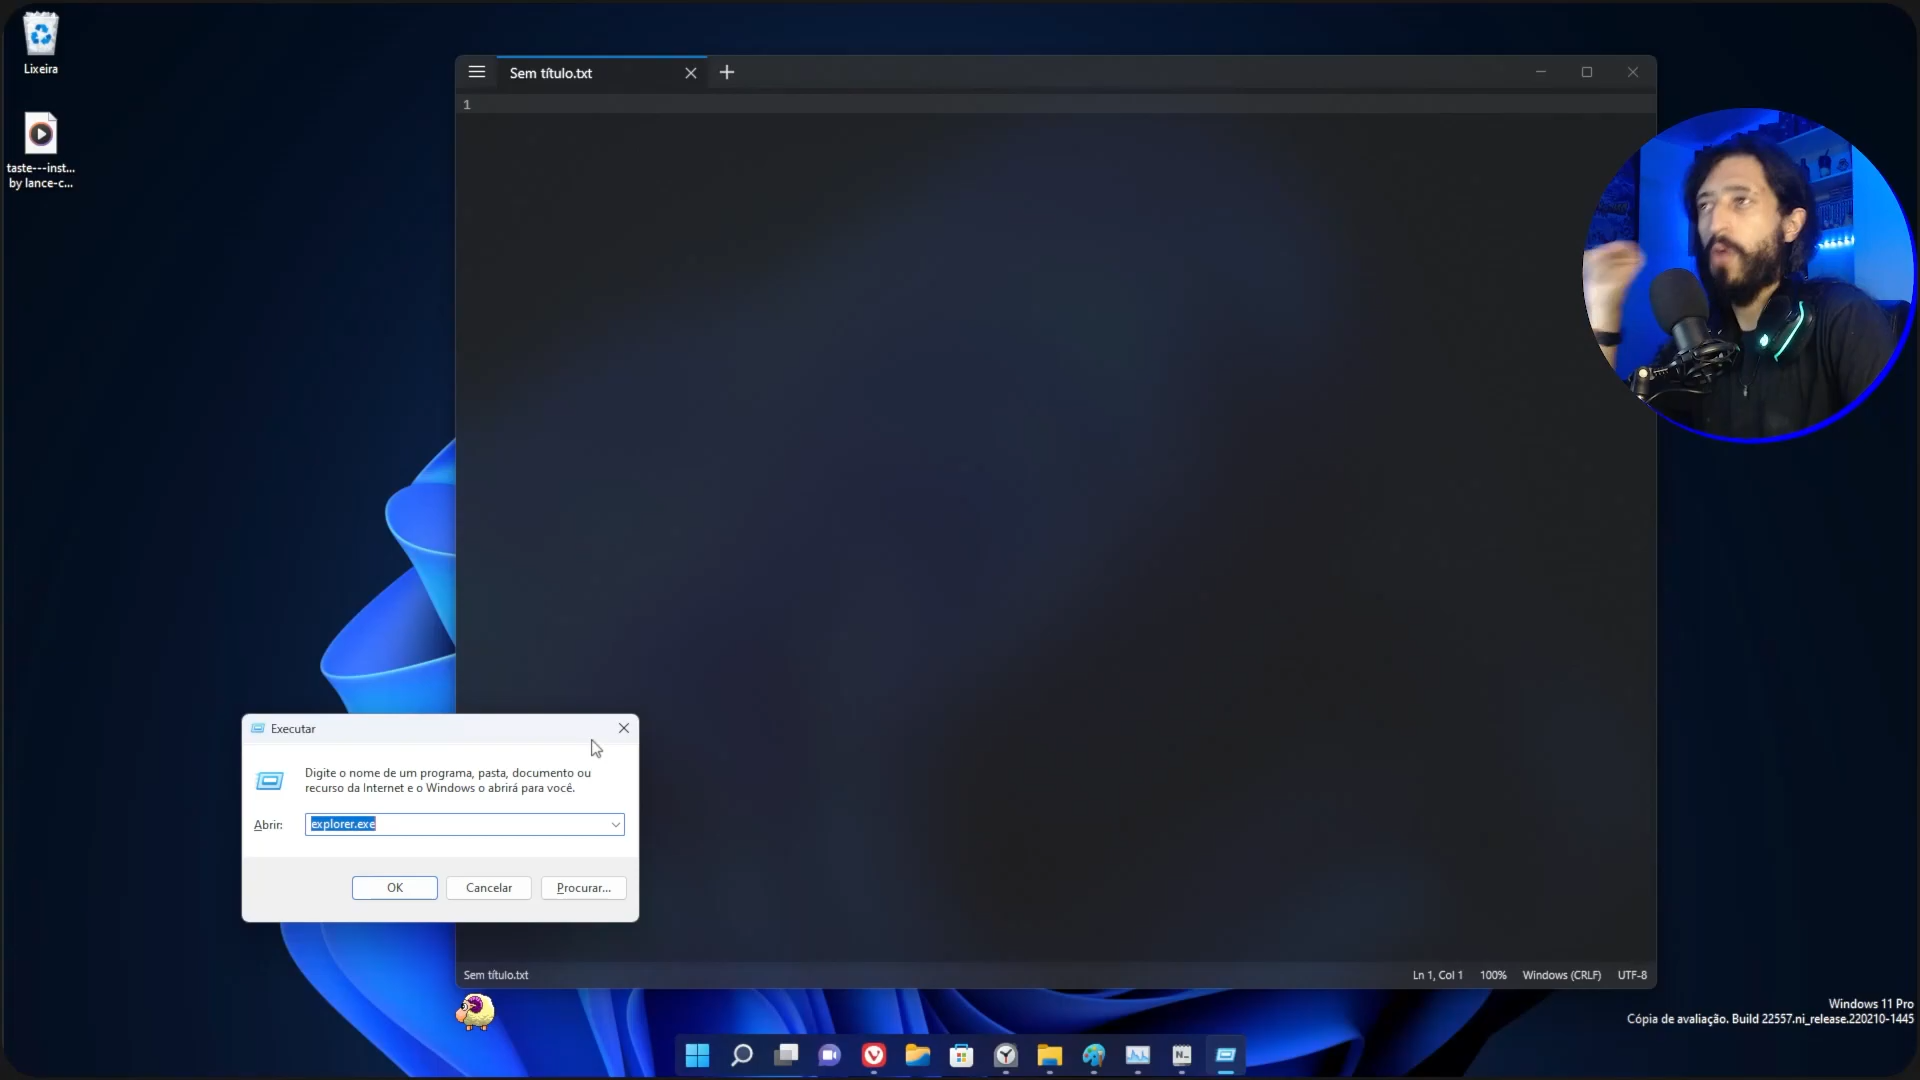 Lixeira
taste---inst...
by lance-c...
Sem título.txt
1
Executar
Digite o nome de um programa, pasta, documento ou
recurso da Internet e o Windows o abrirá para você.
Abrir:
explorer.exe
OK
Cancelar
Procurar...
Sem título.txt
Ln 1, Col 1
100%
Windows (CRLF)
UTF-8
Windows 11 Pro
Cópia de avaliação. Build 22557.ni_release.220210-1445